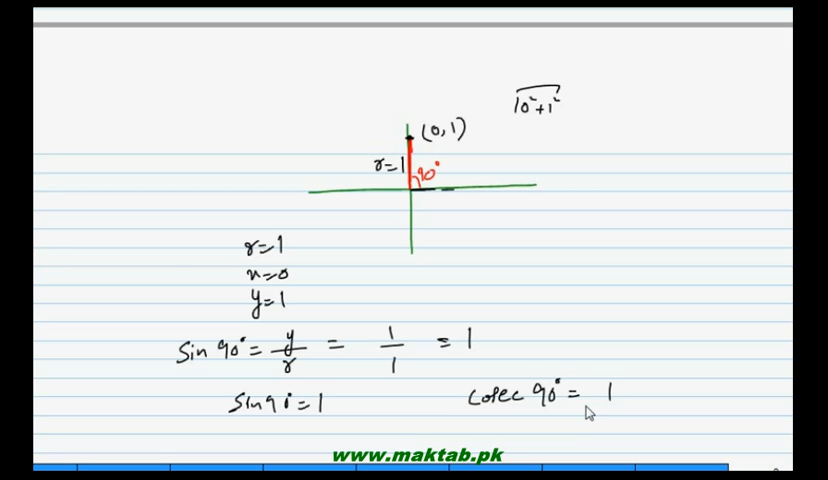 √0²+1²
(0,1)
r=1 90°
r=1
x=0
y=1
Sin 90° = y/r = 1/1 = 1
Sin 90° = 1 Cosec 90° = 1
www.maktab.pk